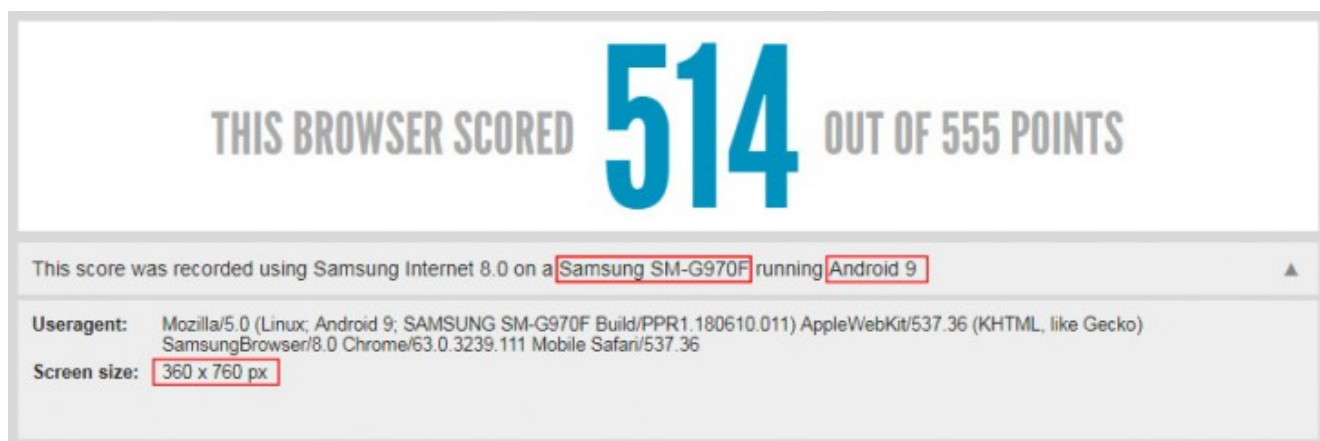 THIS BROWSER SCORED 514 OUT OF 555 POINTS
This score was recorded using Samsung Internet 8.0 on a Samsung SM-G970F running Android 9 ▲
Useragent: Mozilla/5.0 (Linux; Android 9; SAMSUNG SM-G970F Build/PPR1.180610.011) AppleWebKit/537.36 (KHTML, like Gecko)
SamsungBrowser/8.0 Chrome/63.0.3239.111 Mobile Safari/537.36
Screen size: 360 x 760 px